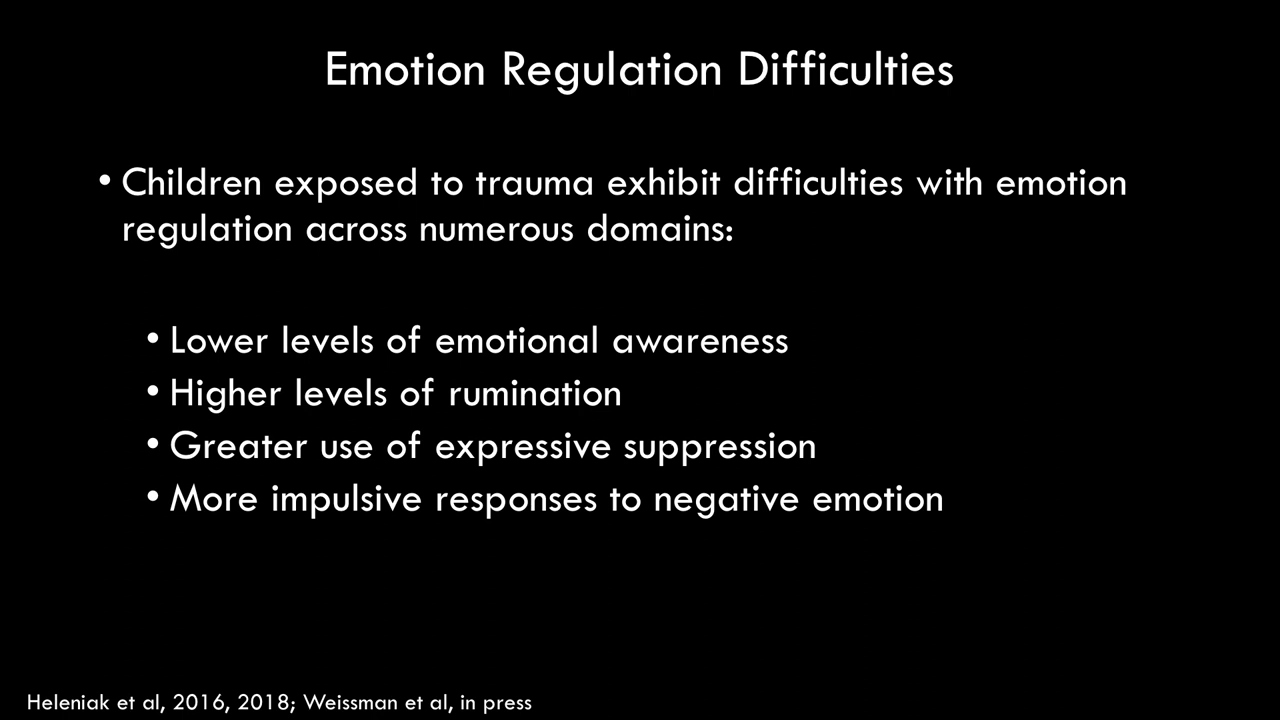 Emotion Regulation Difficulties
• Children exposed to trauma exhibit difficulties with emotion
regulation across numerous domains:
• Lower levels of emotional awareness
• Higher levels of rumination
• Greater use of expressive suppression
• More impulsive responses to negative emotion
Heleniak et al, 2016, 2018; Weissman et al, in press